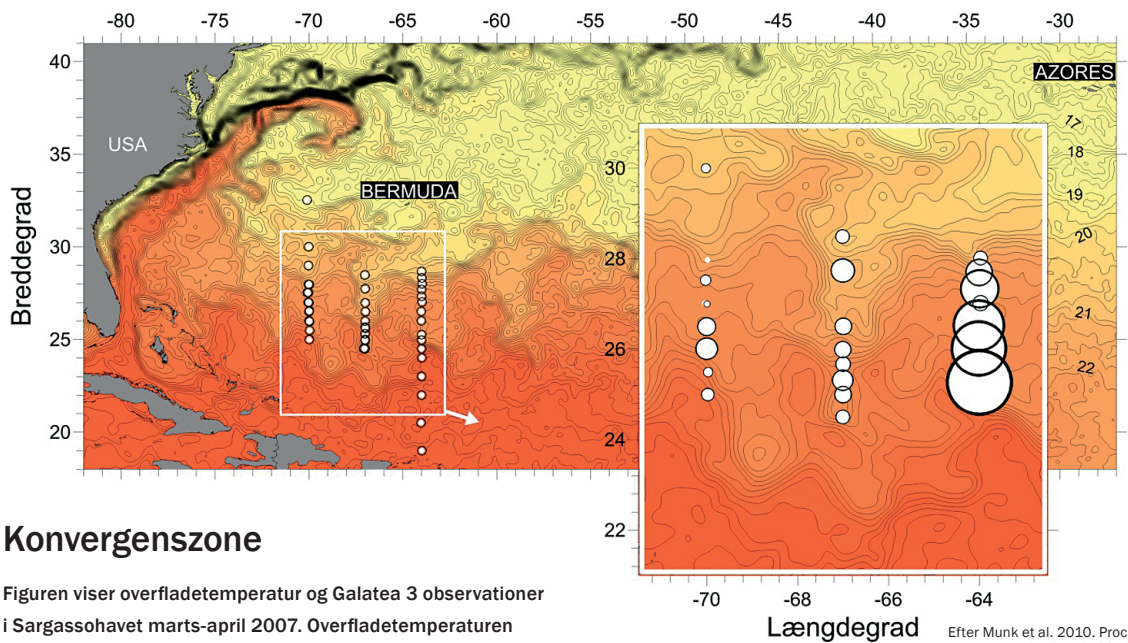 -80 -75 -70 -65 -60 -55 -50 -45 -40 -35 -30
40
35
30
25
20
Breddegrad
USA
BERMUDA
AZORES
17
18
19
20
21
22
30
28
26
24
22
-70 -68 -66 -64
Længdegrad
Konvergenszone
Figuren viser overfladetemperatur og Galatea 3 observationer
i Sargassohavet marts-april 2007. Overfladetemperaturen
Efter Munk et al. 2010. Proc